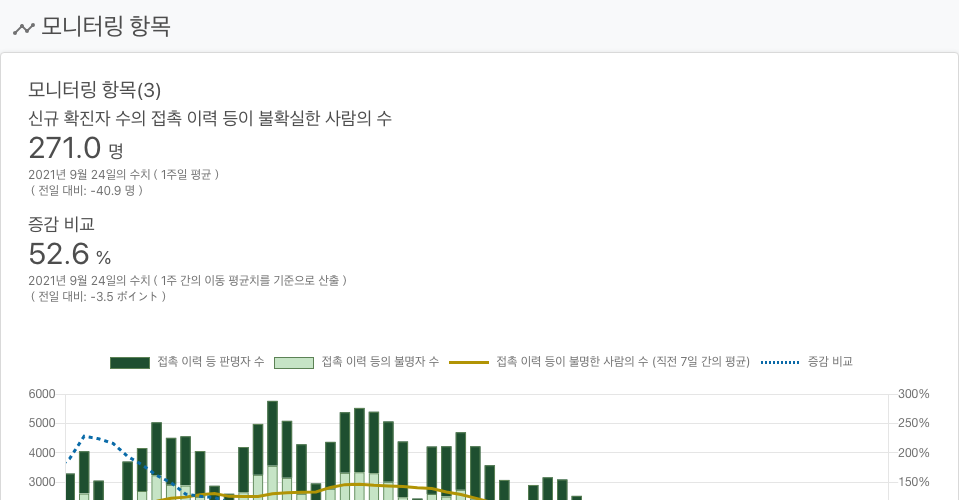 모니터링 항목
모니터링 항목(3)
신규 확진자 수의 접촉 이력 등이 불확실한 사람의 수
271.0 명
2021년 9월 24일의 수치 ( 1주일 평균 )
( 전일 대비: -40.9 명 )
증감 비교
52.6 %
2021년 9월 24일의 수치 ( 1주 간의 이동 평균치를 기준으로 산출 )
( 전일 대비: -3.5 ポイント )
접촉 이력 등 판명자 수 접촉 이력 등의 불명자 수 접촉 이력 등이 불명한 사람의 수 (직전 7일 간의 평균) 증감 비교
6000 300%
5000 250%
4000 200%
3000 150%